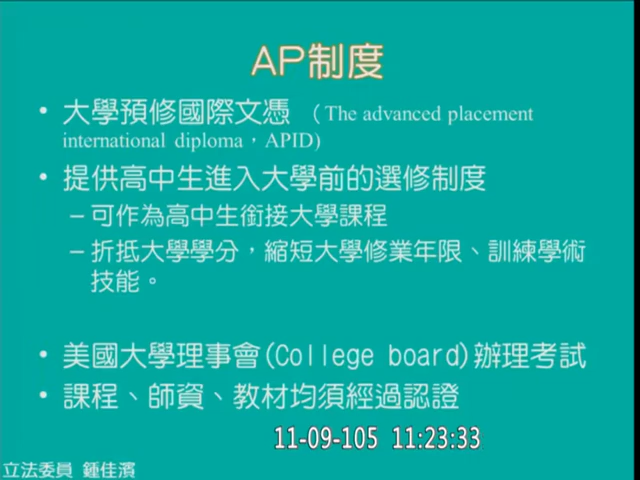 AP制度
• 大學預修國際文憑 (The advanced placement
international diploma，APID)
• 提供高中生進入大學前的選修制度
– 可作為高中生銜接大學課程
– 折抵大學學分，縮短大學修業年限、訓練學術
技能。
• 美國大學理事會(College board)辦理考試
• 課程、師資、教材均須經過認證
11-09-105 11:23:33
立法委員 鍾佳濱